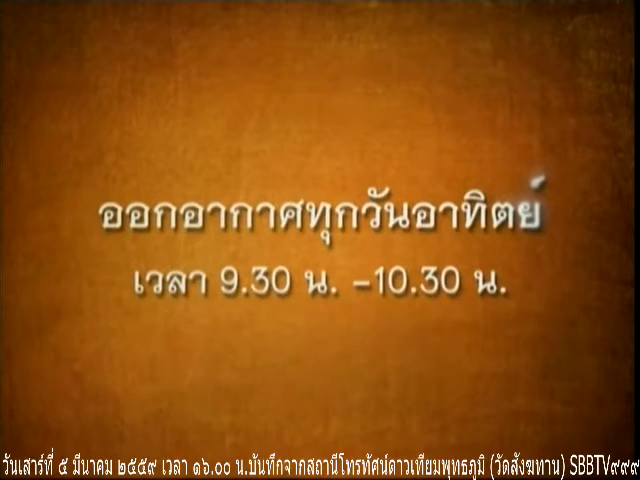 ออกอากาศทุกวันอาทิตย์
เวลา 9.30 น. -10.30 น.
วันเสาร์ที่ ๕ มีนาคม ๒๕๕๙ เวลา ๑๖.๐๐ น.บันทึกจากสถานีโทรทัศน์ดาวเทียมพุทธภูมิ (วัดสังฆทาน) SBBTV๙๙๙